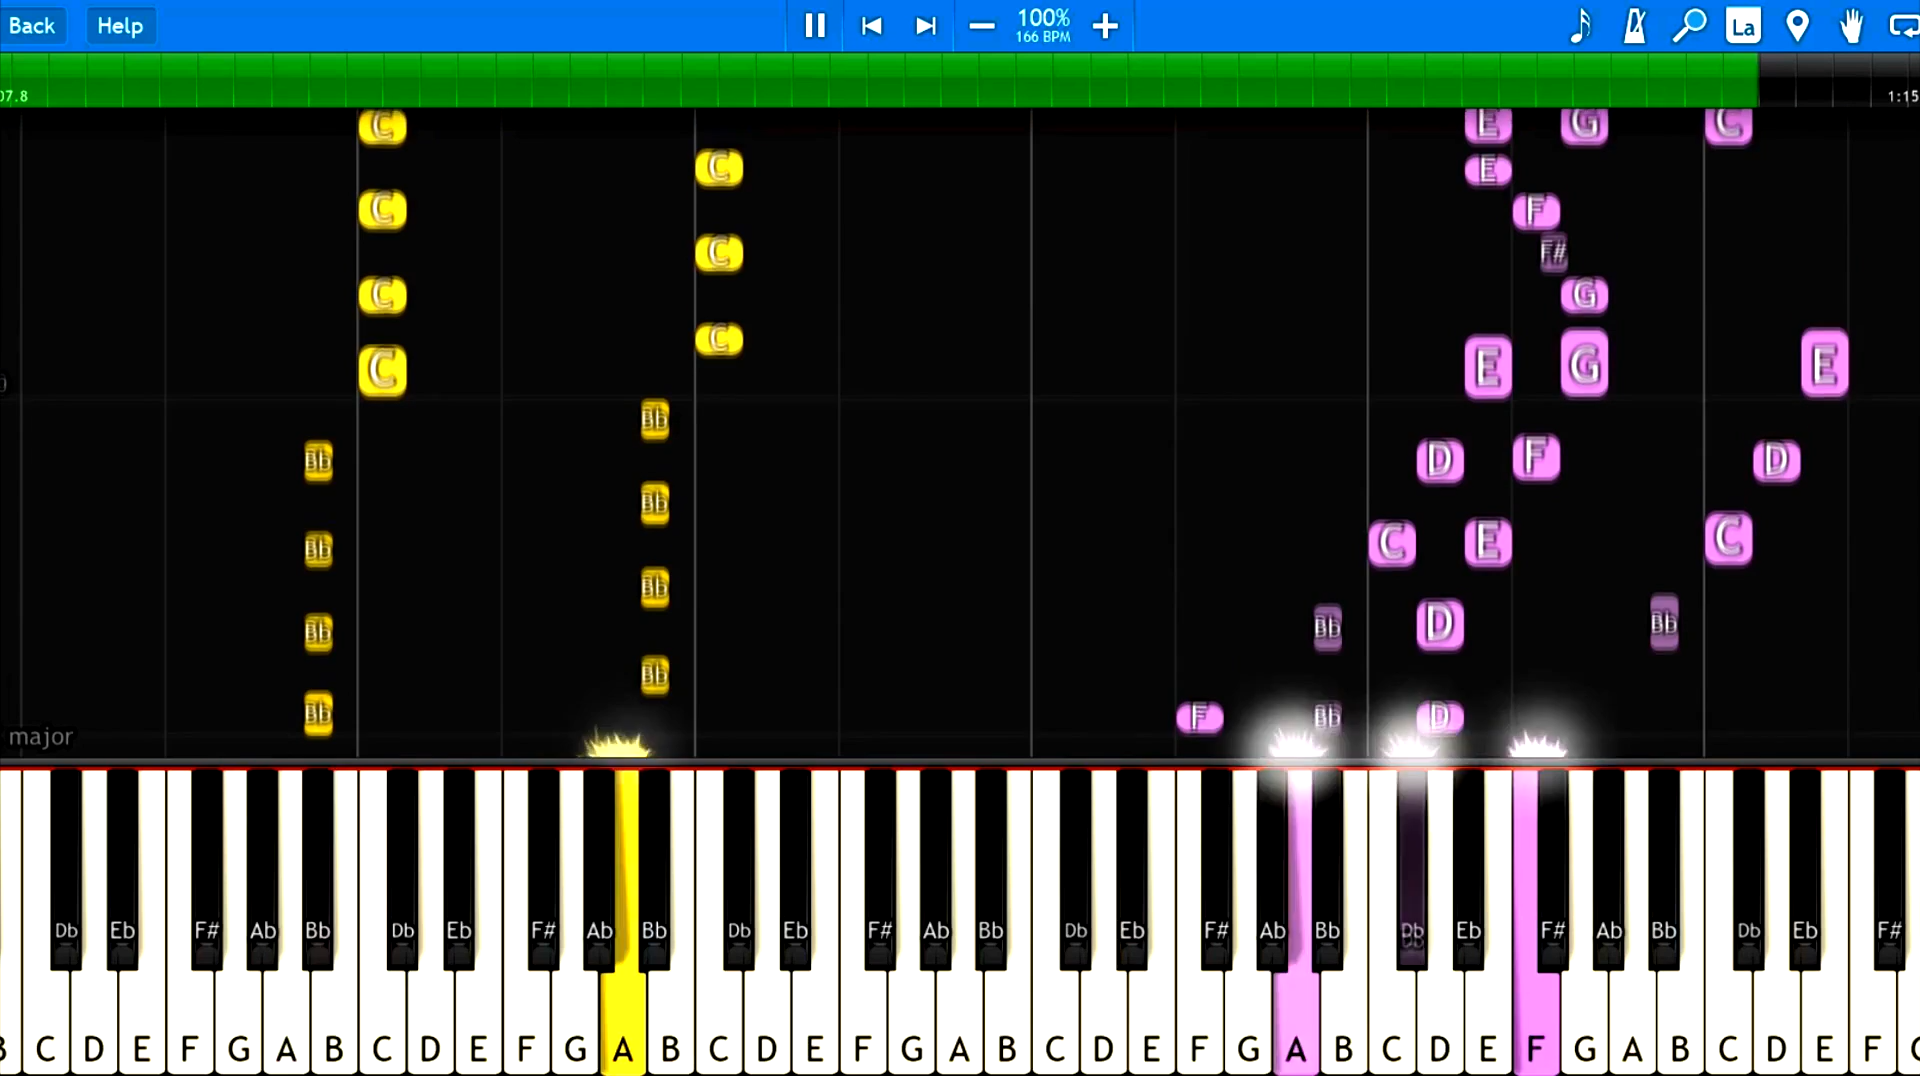 Back Help 100% La
166 BPM
07.8 1:15
C E G C
C E
C F
C F#
C C G
C C E G E
Bb
Bb D F D
Bb
Bb C E C
Bb
Bb Bb D Bb
Bb
Bb F Bb D
major
Db Eb F# Ab Bb Db Eb F# Ab Bb Db Eb F# Ab Bb Db Eb F# Ab Bb Db Eb F# Ab Bb Db Eb F#
B C D E F G A B C D E F G A B C D E F G A B C D E F G A B C D E F G A B C D E F C